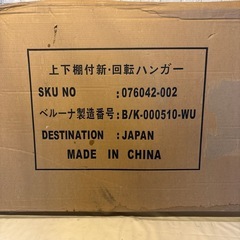 上下棚付新・回転ハンガー
SKU NO : 076042-002
ベルーナ製造番号 : B/K-000510-WU
DESTINATION : JAPAN
MADE IN CHINA